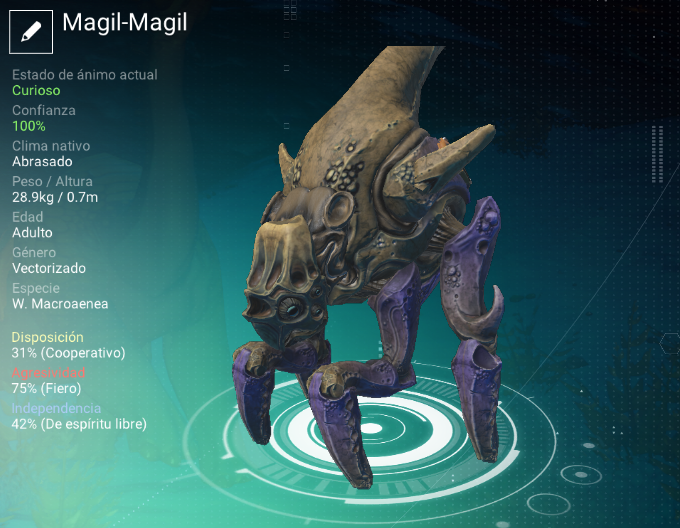 Magil-Magil
Estado de ánimo actual
Curioso
Confianza
100%
Clima nativo
Abrasado
Peso / Altura
28.9kg / 0.7m
Edad
Adulto
Género
Vectorizado
Especie
W. Macroaenea
Disposición
31% (Cooperativo)
Agresividad
75% (Fiero)
Independencia
42% (De espíritu libre)